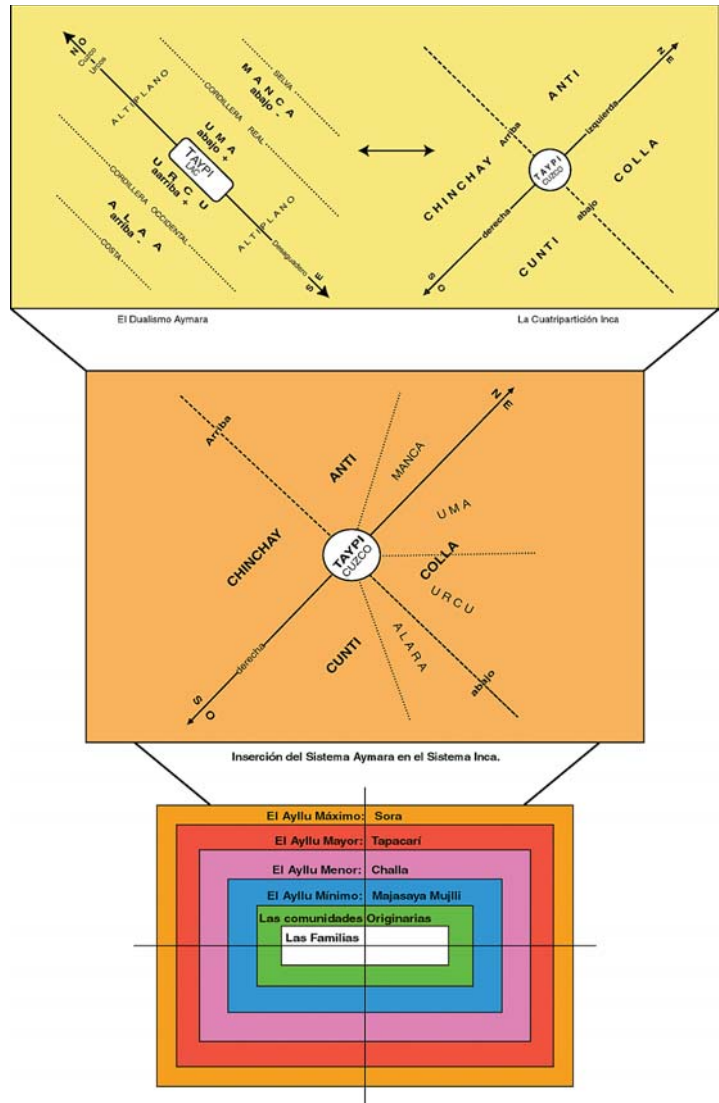 NO
Cuzco
Urcos
ALTIPLANO
CORDILLERA REAL
SELVA
MANCA
abajo -
UMA
abajo +
TAYPI
LAC
URCU
aarriba +
CORDILLERA OCCIDENTAL
ALAA
arriba -
COSTA
ALTIPLANO
Desaguadero
SE
El Dualismo Aymara
NE
ANTI
Arriba
izquierda
CHINCHAY
TAYPI
CUZCO
COLLA
derecha
abajo
CUNTI
SO
La Cuatripartición Inca
Arriba
NE
ANTI
MANCA
UMA
CHINCHAY
TAYPI
CUZCO
COLLA
URCU
derecha
CUNTI
ALARA
abajo
SO
Inserción del Sistema Aymara en el Sistema Inca.
El Ayllu Máximo: Sora
El Ayllu Mayor: Tapacarí
El Ayllu Menor: Challa
El Ayllu Mínimo: Majasaya Mujlli
Las comunidades Originarias
Las Familias